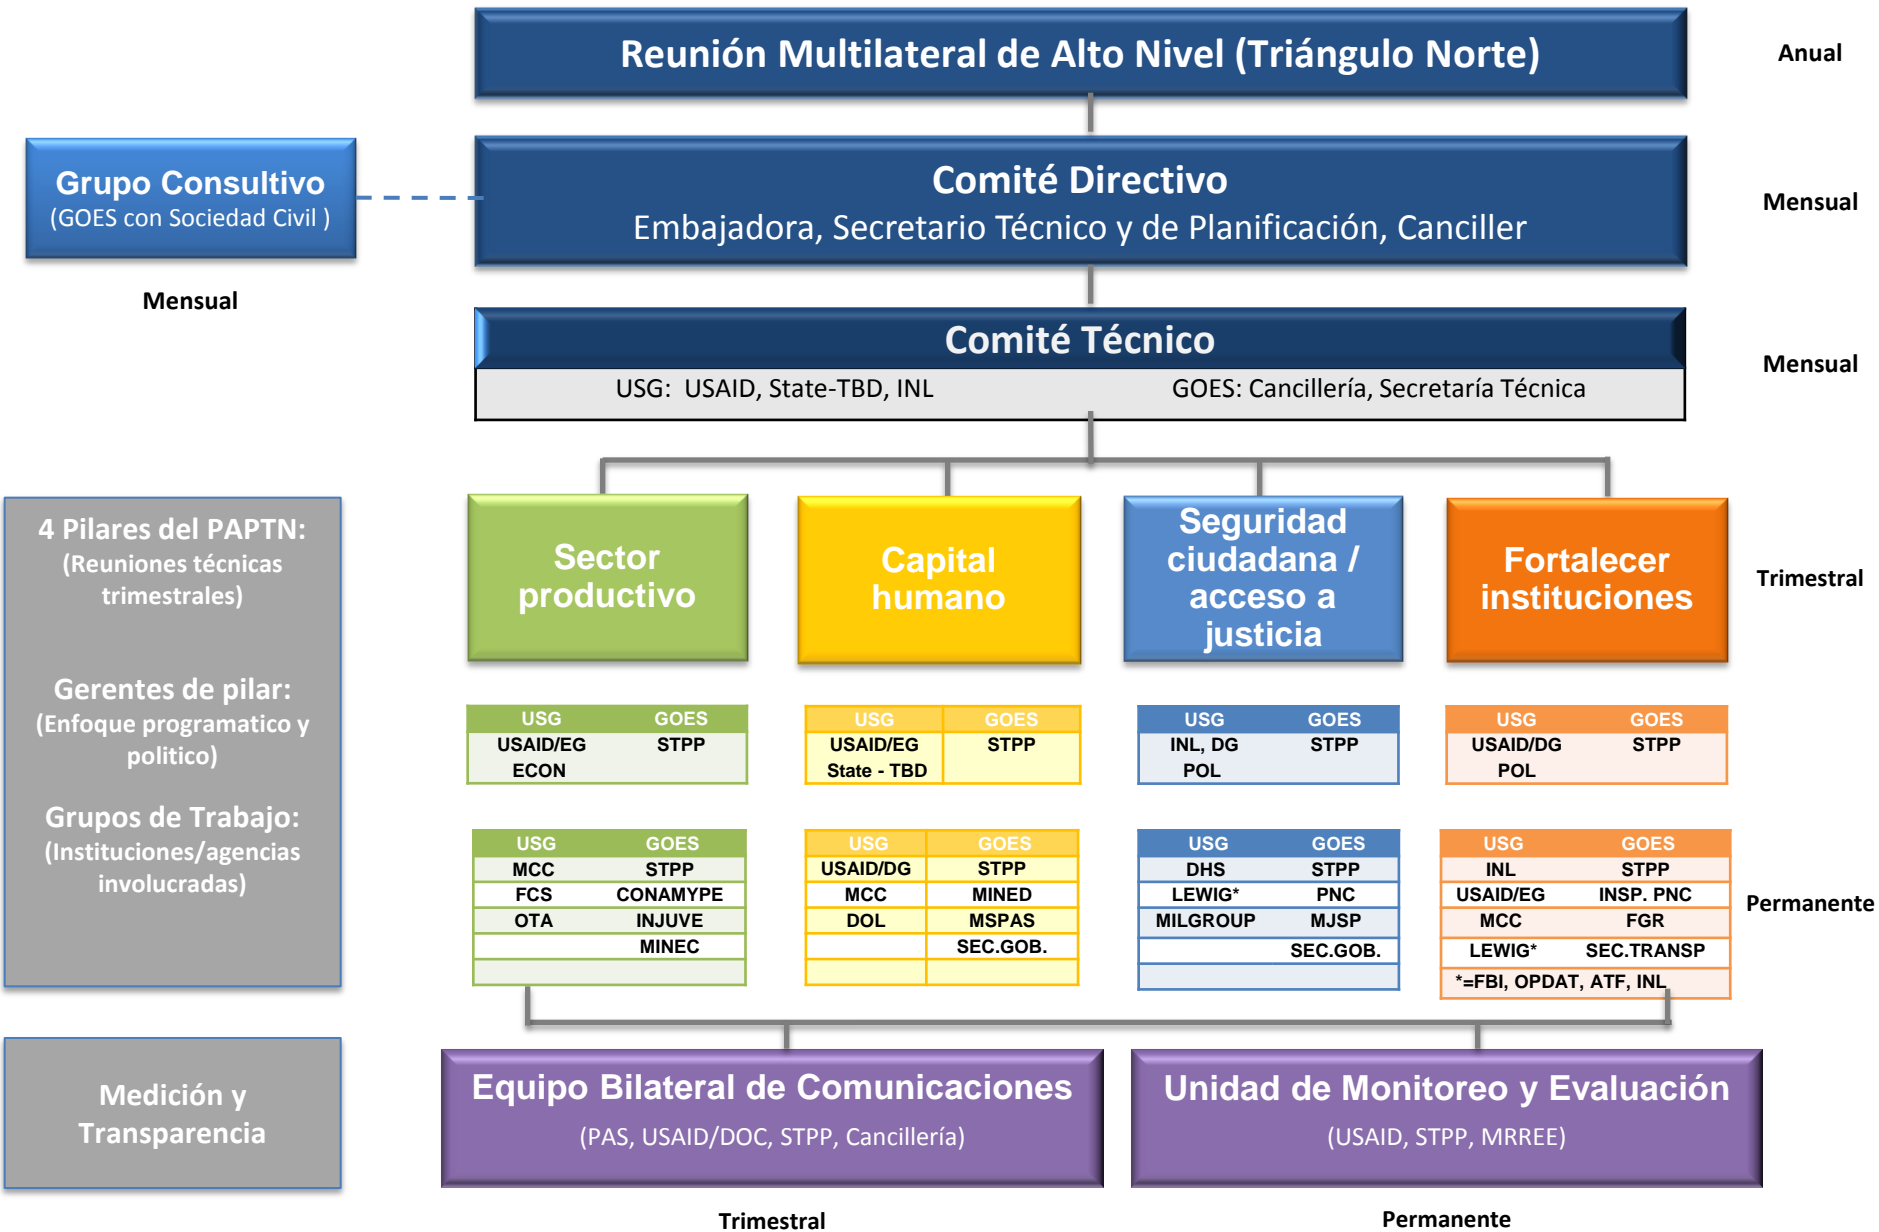 Reunión Multilateral de Alto Nivel (Triángulo Norte)
Anual
Grupo Consultivo
(GOES con Sociedad Civil )
Mensual
Comité Directivo
Embajadora, Secretario Técnico y de Planificación, Canciller
Mensual
Comité Técnico
USG: USAID, State-TBD, INL
GOES: Cancillería, Secretaría Técnica
Mensual
4 Pilares del PAPTN:
(Reuniones técnicas
trimestrales)
Sector
productivo
Capital
humano
Seguridad
ciudadana /
acceso a
justicia
Fortalecer
instituciones
Trimestral
Gerentes de pilar:
(Enfoque programatico y
politico)
USG GOES
USAID/EG STPP
ECON
USG GOES
USAID/EG STPP
State - TBD
USG GOES
INL, DG STPP
POL
USG GOES
USAID/DG STPP
POL
Grupos de Trabajo:
(Instituciones/agencias
involucradas)
USG GOES
MCC STPP
FCS CONAMYPE
OTA INJUVE
MINEC
USG GOES
USAID/DG STPP
MCC MINED
DOL MSPAS
SEC.GOB.
USG GOES
DHS STPP
LEWIG* PNC
MILGROUP MJSP
SEC.GOB.
USG GOES
INL STPP
USAID/EG INSP. PNC
MCC FGR
LEWIG* SEC.TRANSP
*=FBI, OPDAT, ATF, INL
Permanente
Medición y
Transparencia
Equipo Bilateral de Comunicaciones
(PAS, USAID/DOC, STPP, Cancillería)
Trimestral
Unidad de Monitoreo y Evaluación
(USAID, STPP, MRREE)
Permanente